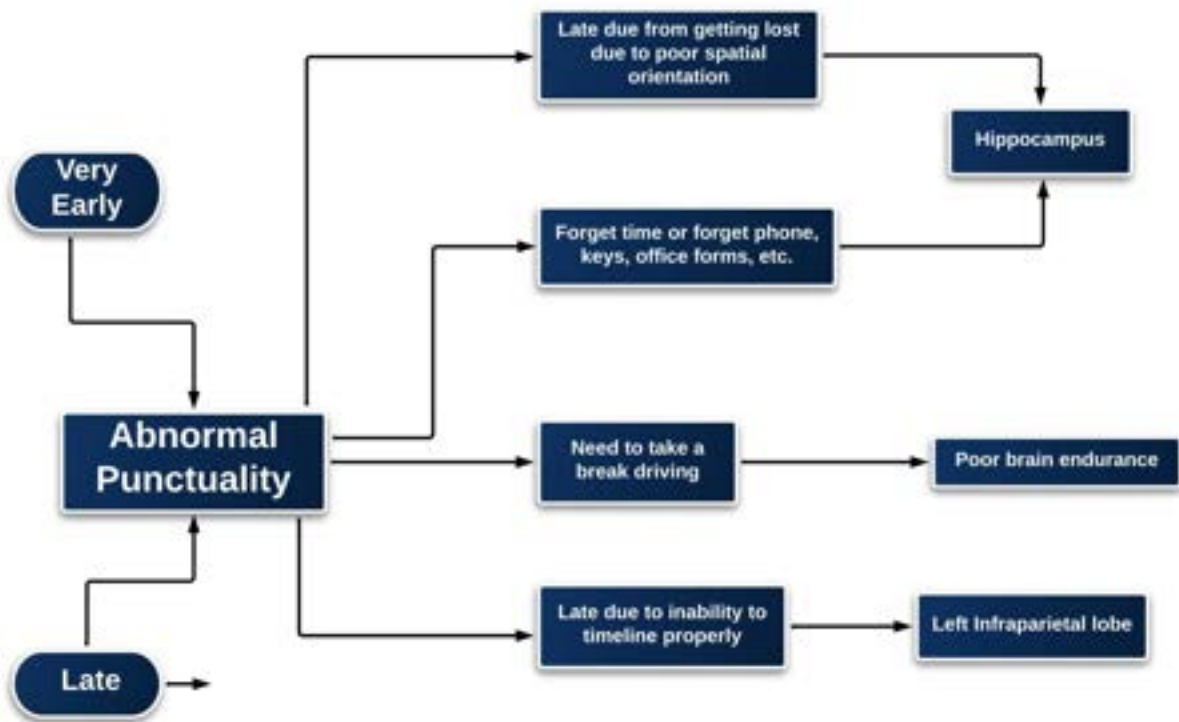 Late due from getting lost
due to poor spatial
orientation
Hippocampus
Very
Early
Forget time or forget phone,
keys, office forms, etc.
Abnormal
Punctuality
Need to take a
break driving
Poor brain endurance
Late due to inability to
timeline properly
Left Infraparietal lobe
Late